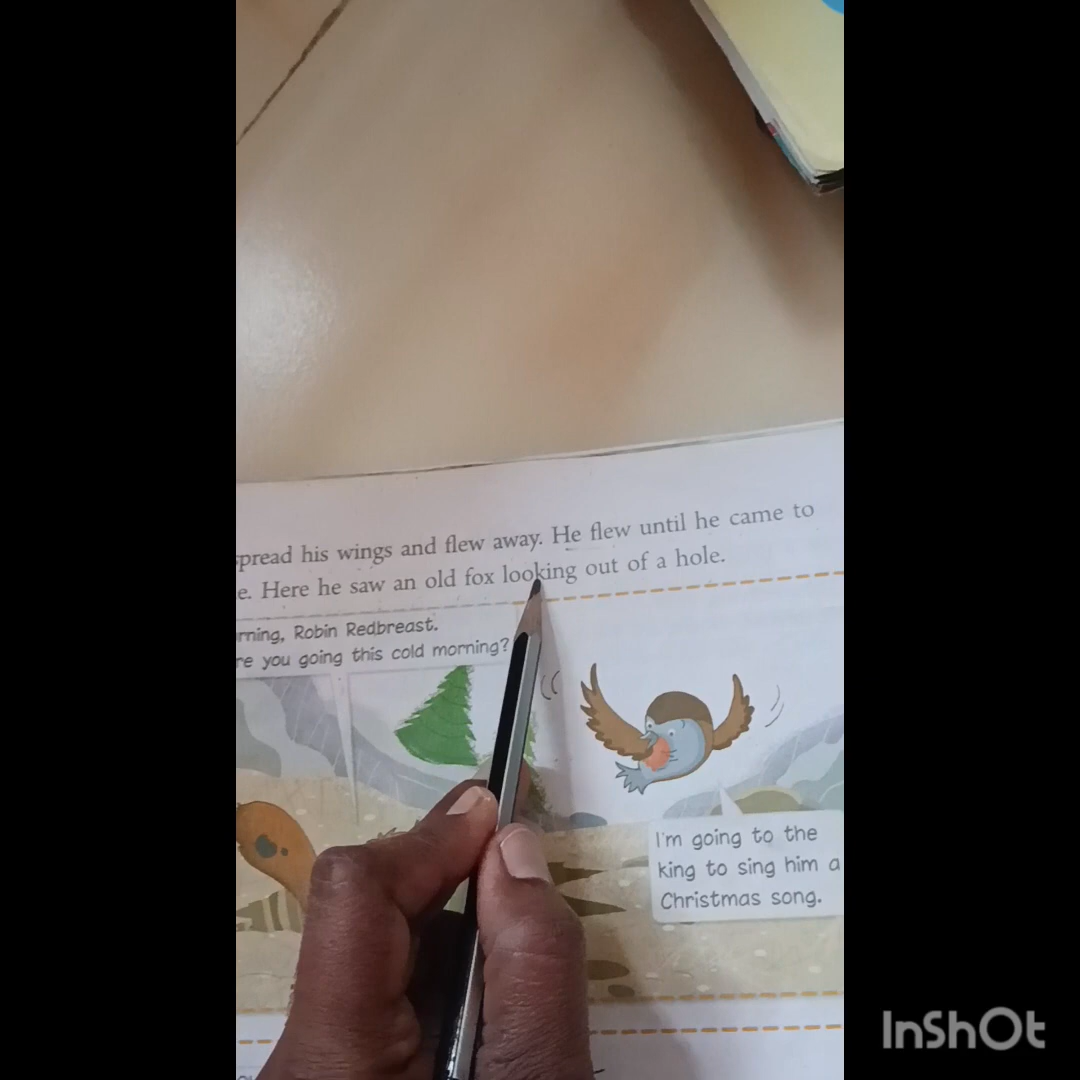 spread his wings and flew away. He flew until he came to
e. Here he saw an old fox looking out of a hole.
rning, Robin Redbreast.
re you going this cold morning?
I'm going to the
king to sing him a
Christmas song.
InShOt